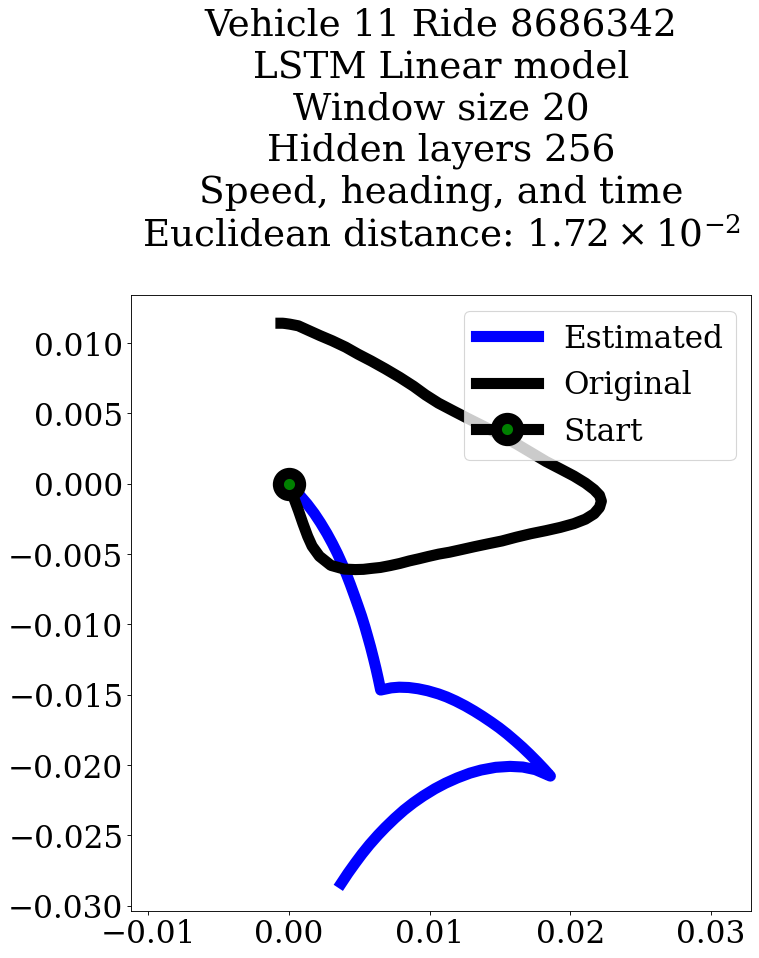 Vehicle 11 Ride 8686342
LSTM Linear model
Window size 20
Hidden layers 256
Speed, heading, and time
Euclidean distance: 1.72 × 10⁻²
Estimated
Original
Start
0.010
0.005
0.000
−0.005
−0.010
−0.015
−0.020
−0.025
−0.030
−0.01 0.00 0.01 0.02 0.03